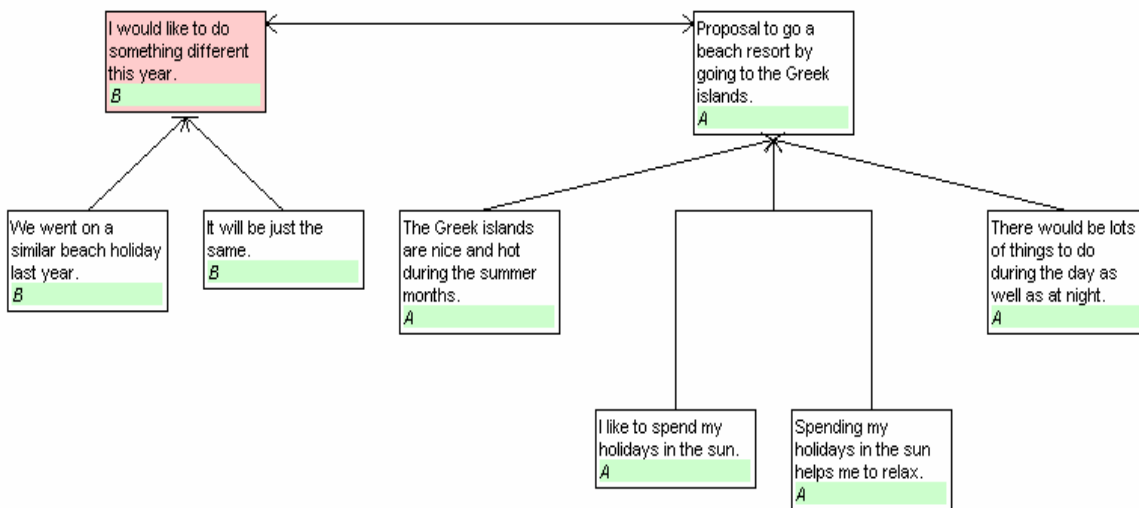 I would like to do
something different
this year.
B
Proposal to go a
beach resort by
going to the Greek
islands.
A
We went on a
similar beach holiday
last year.
B
It will be just the
same.
B
The Greek islands
are nice and hot
during the summer
months.
A
There would be lots
of things to do
during the day as
well as at night.
A
I like to spend my
holidays in the sun.
A
Spending my
holidays in the sun
helps me to relax.
A